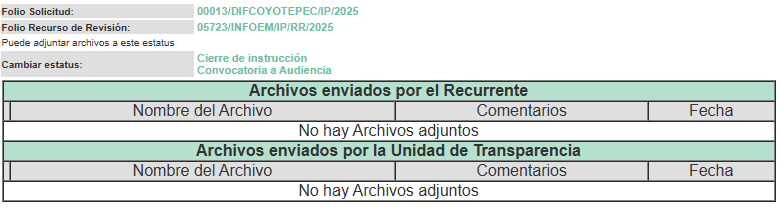 Folio Solicitud: 00013/DIFCOYOTEPEC/IP/2025
Folio Recurso de Revisión: 05723/INFOEM/IP/RR/2025
Puede adjuntar archivos a este estatus
Cambiar estatus: Cierre de instrucción
Convocatoria a Audiencia
Archivos enviados por el Recurrente
Nombre del Archivo Comentarios Fecha
No hay Archivos adjuntos
Archivos enviados por la Unidad de Transparencia
Nombre del Archivo Comentarios Fecha
No hay Archivos adjuntos